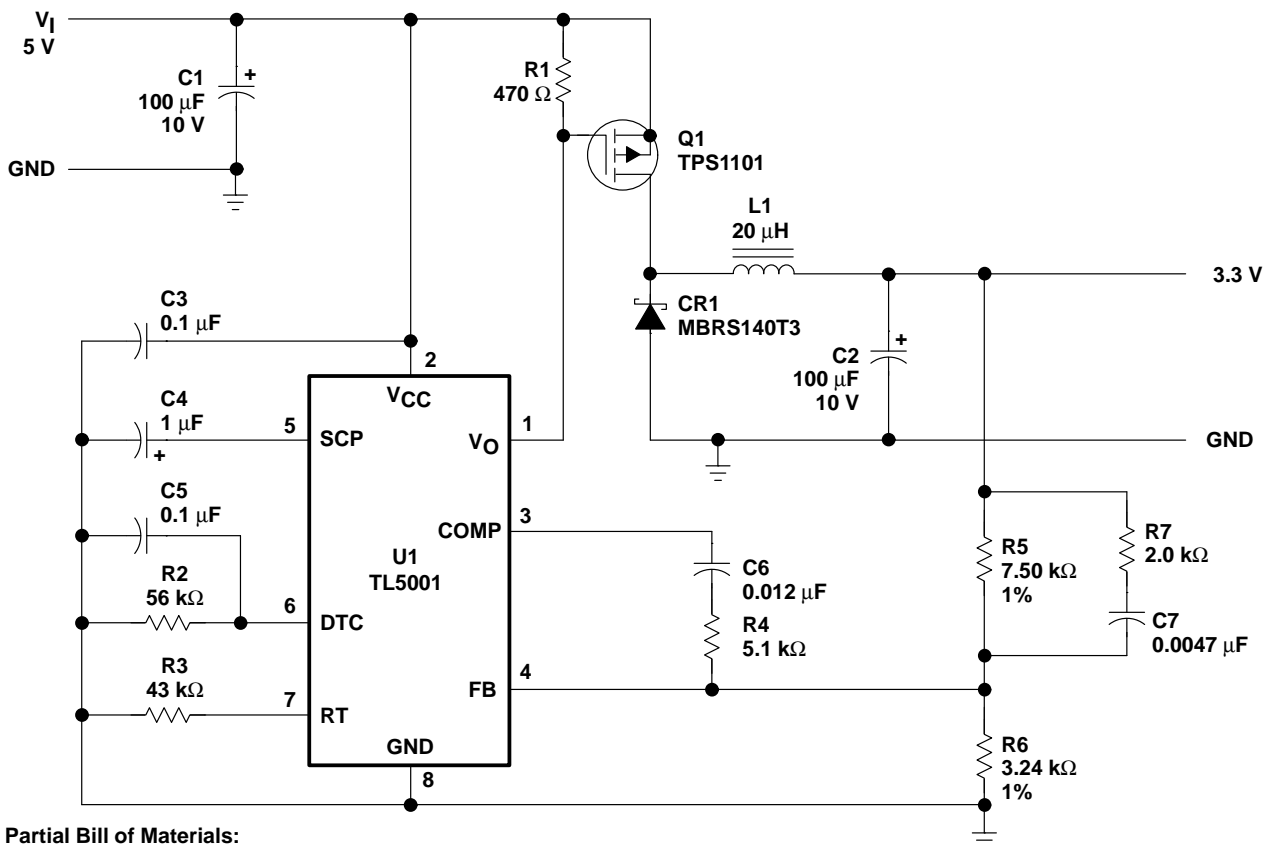 VI
5 V
C1
100 μF
10 V
+
GND
R1
470 Ω
Q1
TPS1101
L1
20 μH
3.3 V
CR1
MBRS140T3
C2
100 μF
10 V
+
GND
C3
0.1 μF
C4
1 μF
+
C5
0.1 μF
R2
56 kΩ
R3
43 kΩ
2
VCC
5
SCP
VO
1
COMP
3
U1
TL5001
6
DTC
FB
4
7
RT
GND
8
C6
0.012 μF
R4
5.1 kΩ
R5
7.50 kΩ
1%
R7
2.0 kΩ
C7
0.0047 μF
R6
3.24 kΩ
1%
Partial Bill of Materials: